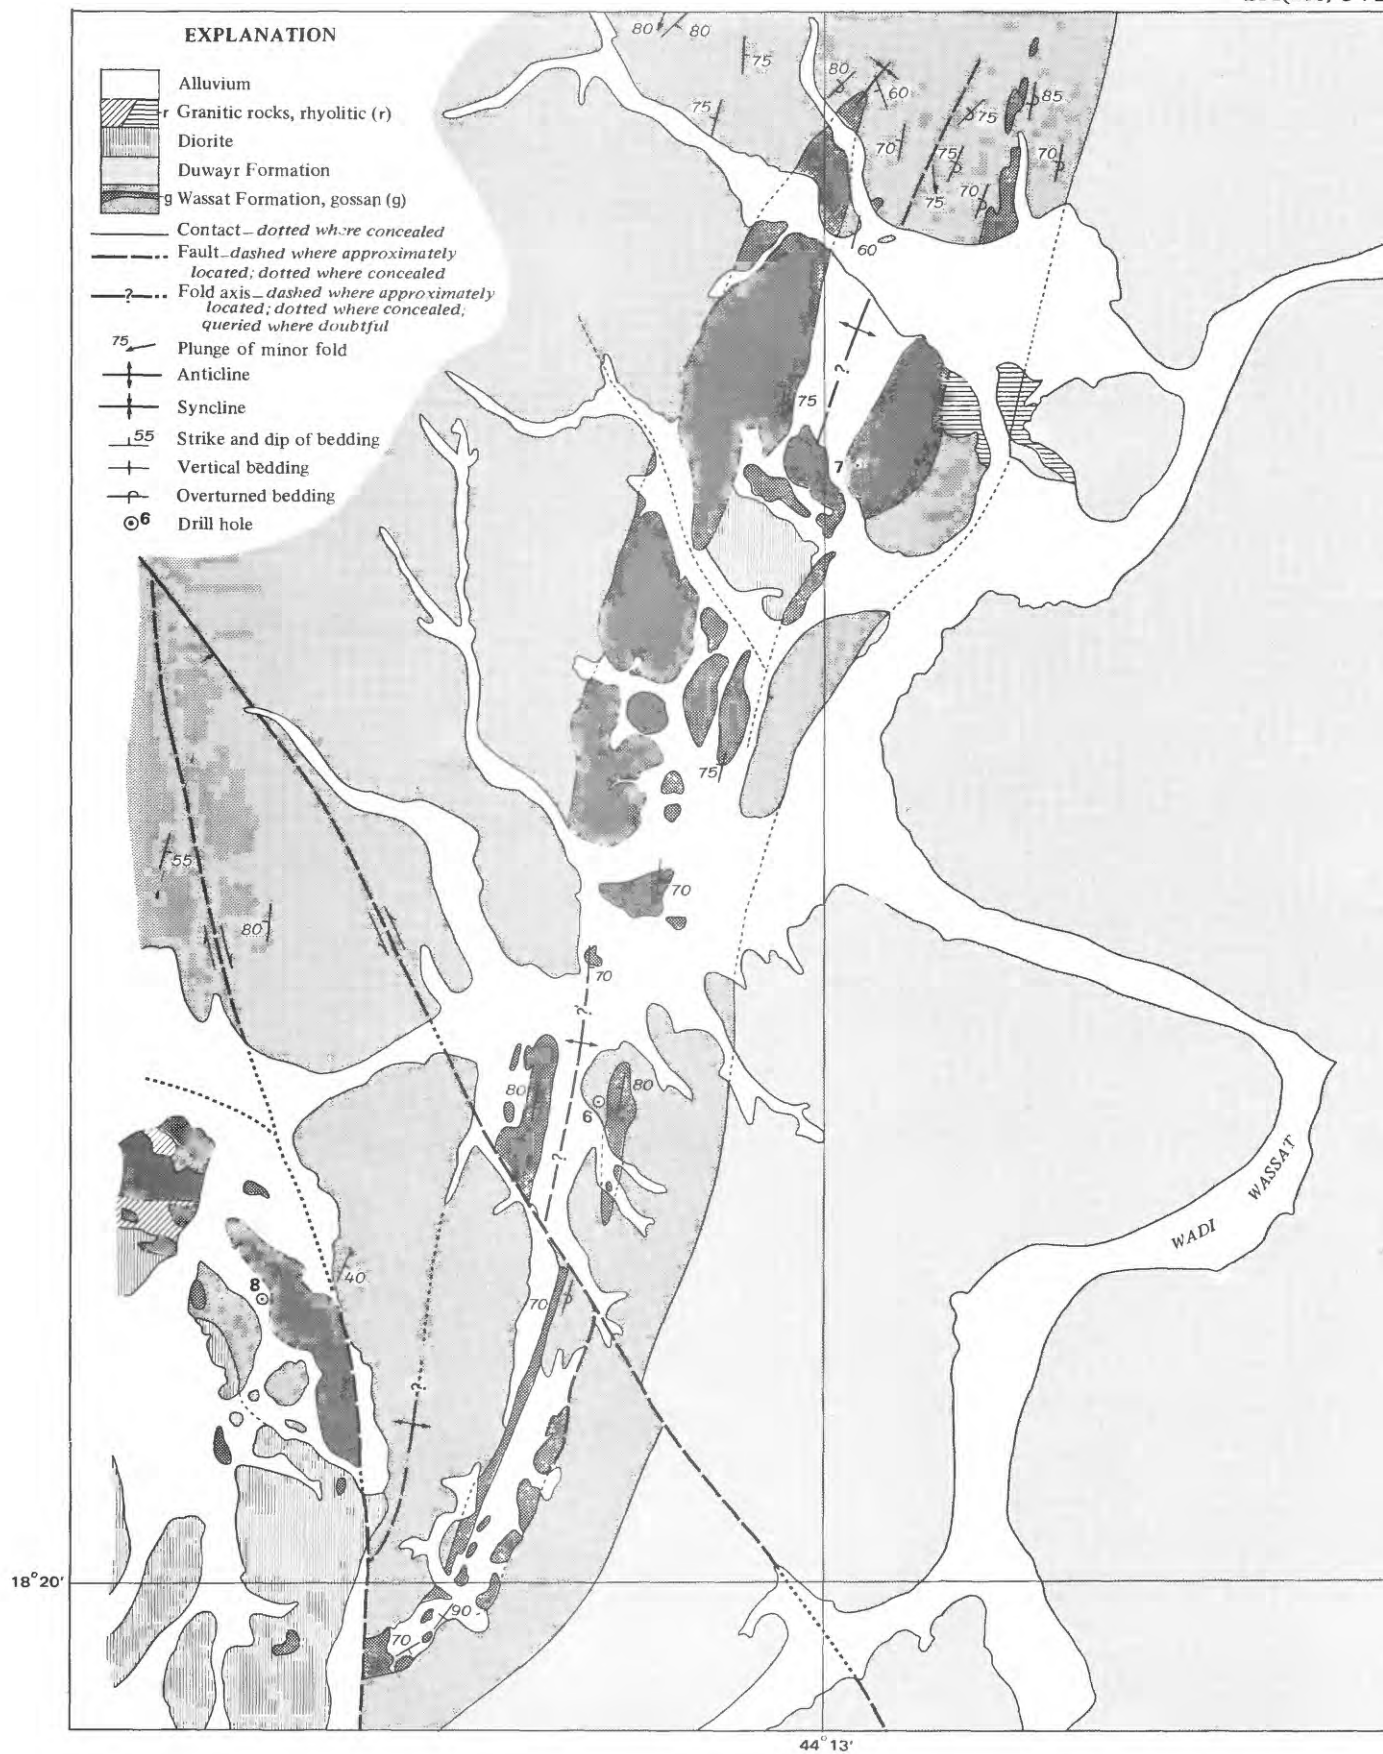 EXPLANATION
Alluvium
r Granitic rocks, rhyolitic (r)
Diorite
Duwayr Formation
g Wassat Formation, gossan (g)
Contact—dotted where concealed
Fault—dashed where approximately
located; dotted where concealed
? Fold axis—dashed where approximately
located; dotted where concealed;
queried where doubtful
75 Plunge of minor fold
Anticline
Syncline
55 Strike and dip of bedding
Vertical bedding
Overturned bedding
6 Drill hole
80
80
75
80
60
85
75
75
70
75
70
70
75
60
?
75
7
75
70
55
80
70
?
80
80
6
?
6
WADI WASSAT
40
8
70
?
18°20'
90
70
44°13'